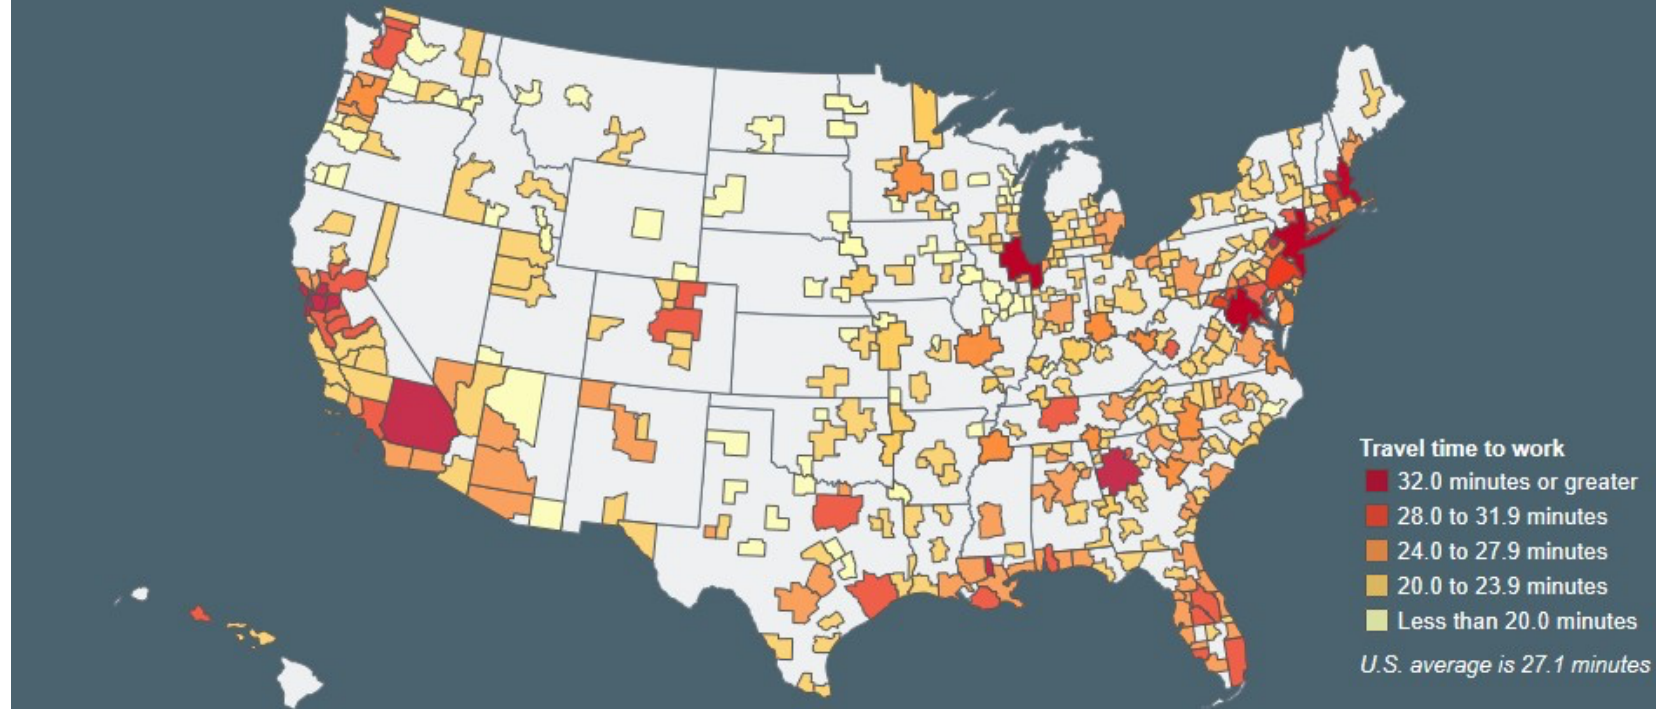 Travel time to work
32.0 minutes or greater
28.0 to 31.9 minutes
24.0 to 27.9 minutes
20.0 to 23.9 minutes
Less than 20.0 minutes
U.S. average is 27.1 minutes